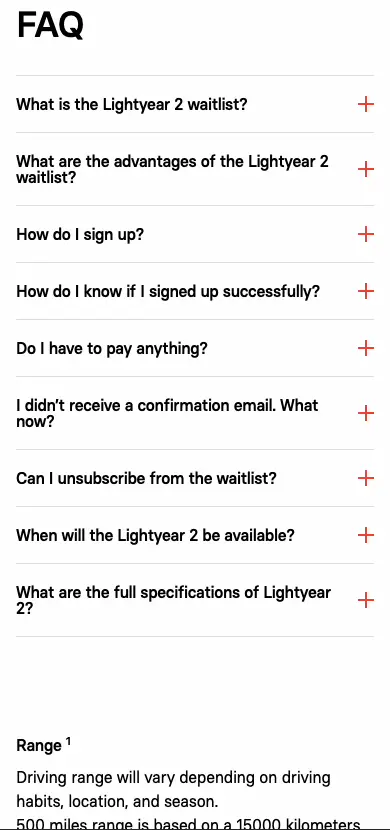 FAQ
What is the Lightyear 2 waitlist?
What are the advantages of the Lightyear 2
waitlist?
How do I sign up?
How do I know if I signed up successfully?
Do I have to pay anything?
I didn’t receive a confirmation email. What
now?
Can I unsubscribe from the waitlist?
When will the Lightyear 2 be available?
What are the full specifications of Lightyear
2?
Range ¹
Driving range will vary depending on driving
habits, location, and season.
500 miles range is based on a 15000 kilometers